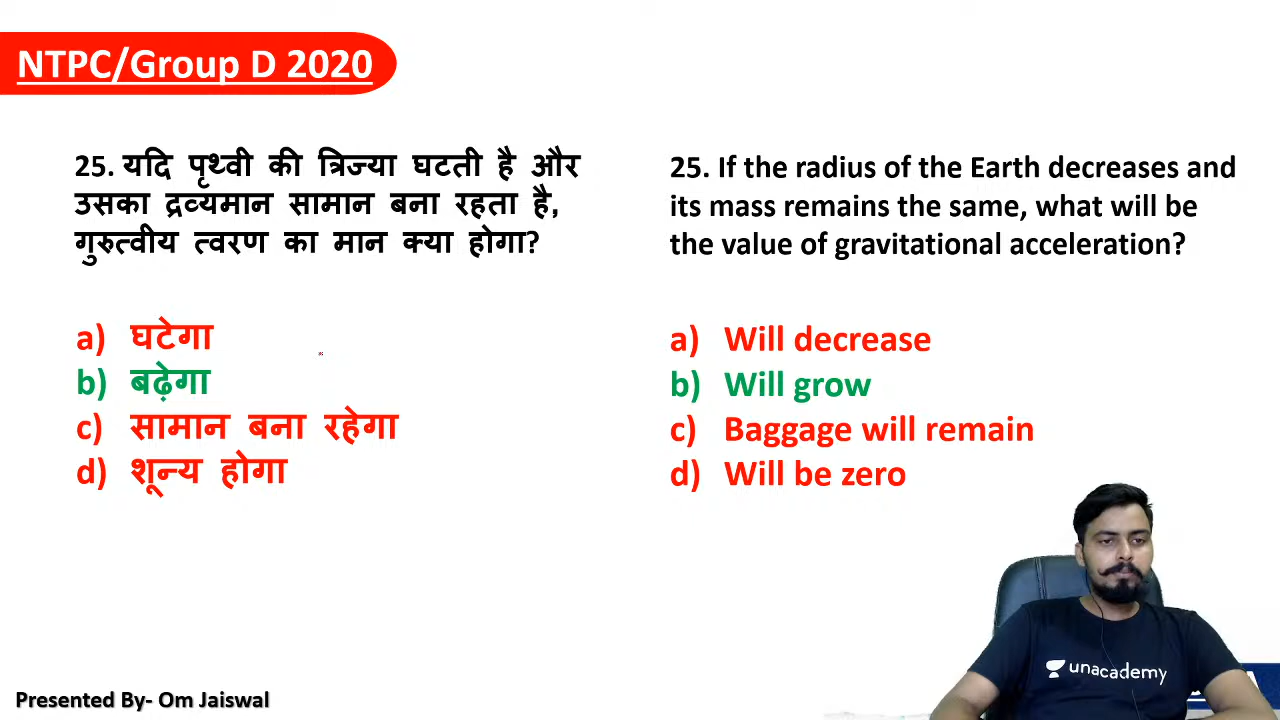 NTPC/Group D 2020
25. यदि पृथ्वी की त्रिज्या घटती है और
उसका द्रव्यमान सामान बना रहता है,
गुरुत्वीय त्वरण का मान क्या होगा?
a) घटेगा
b) बढ़ेगा
c) सामान बना रहेगा
d) शून्य होगा
25. If the radius of the Earth decreases and
its mass remains the same, what will be
the value of gravitational acceleration?
a) Will decrease
b) Will grow
c) Baggage will remain
d) Will be zero
unacademy
Presented By- Om Jaiswal